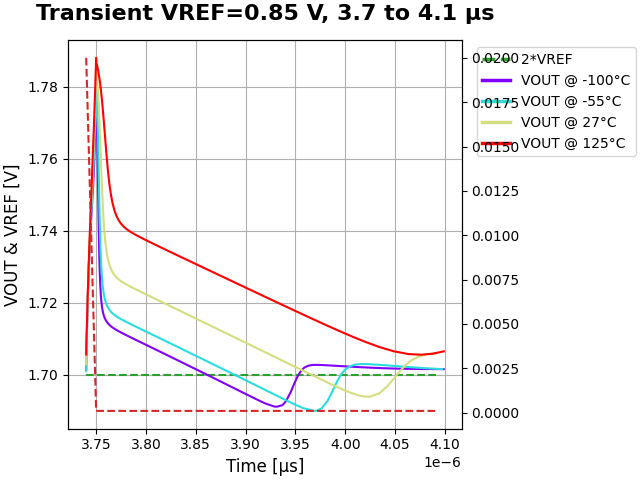 Transient VREF=0.85 V, 3.7 to 4.1 μs
VOUT & VREF [V]
1.78
1.76
1.74
1.72
1.70
0.0200
0.0175
0.0150
0.0125
0.0100
0.0075
0.0050
0.0025
0.0000
2*VREF
VOUT @ -100°C
VOUT @ -55°C
VOUT @ 27°C
VOUT @ 125°C
3.75 3.80 3.85 3.90 3.95 4.00 4.05 4.10
1e−6
Time [μs]